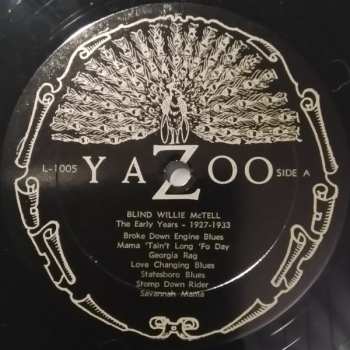 L-1005 YAZOO SIDE A
BLIND WILLIE McTELL
The Early Years - 1927-1933
Broke Down Engine Blues
Mama 'Tain't Long 'Fo Day
Georgia Rag
Love Changing Blues
Statesboro Blues
Stomp Down Rider
Savannah Mama